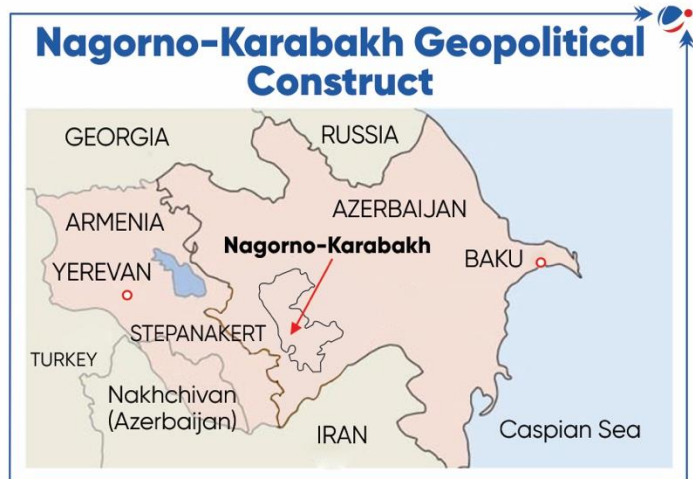 Nagorno-Karabakh Geopolitical
Construct
GEORGIA
RUSSIA
ARMENIA
AZERBAIJAN
Nagorno-Karabakh
YEREVAN
BAKU
STEPANAKERT
TURKEY
Nakhchivan
(Azerbaijan)
IRAN
Caspian Sea